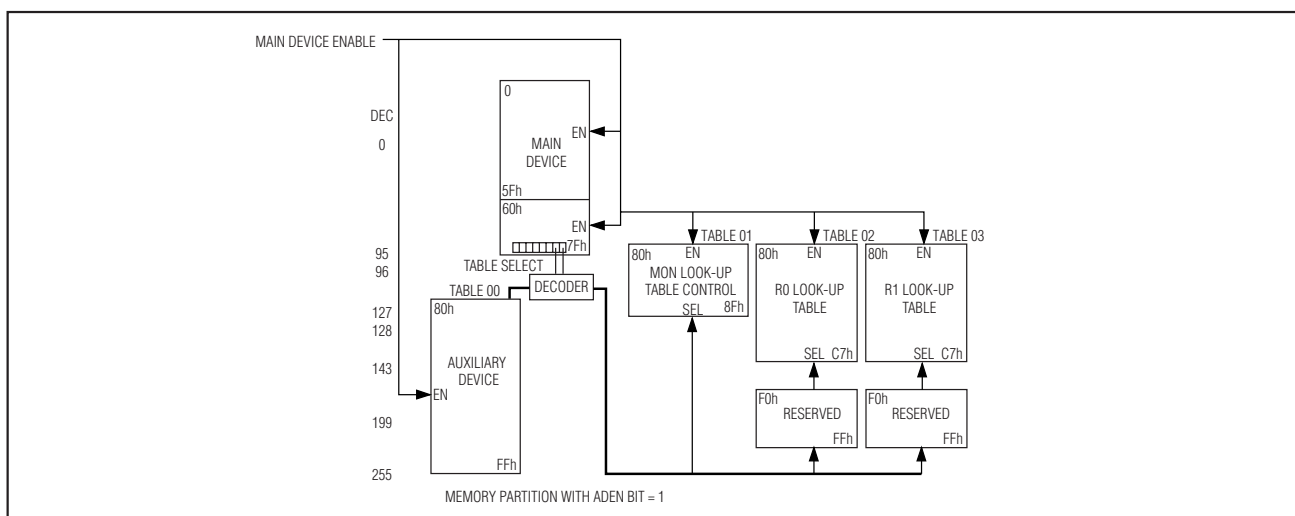 MAIN DEVICE ENABLE
DEC
0
95
96
127
128
143
199
255
0
EN
MAIN
DEVICE
5Fh
60h
EN
7Fh
TABLE SELECT
DECODER
TABLE 00
80h
AUXILIARY
DEVICE
EN
FFh
TABLE 01
80h
EN
MON LOOK-UP
TABLE CONTROL
SEL
8Fh
TABLE 02
80h
EN
R0 LOOK-UP
TABLE
SEL C7h
F0h
RESERVED
FFh
TABLE 03
80h
EN
R1 LOOK-UP
TABLE
SEL C7h
F0h
RESERVED
FFh
MEMORY PARTITION WITH ADEN BIT = 1